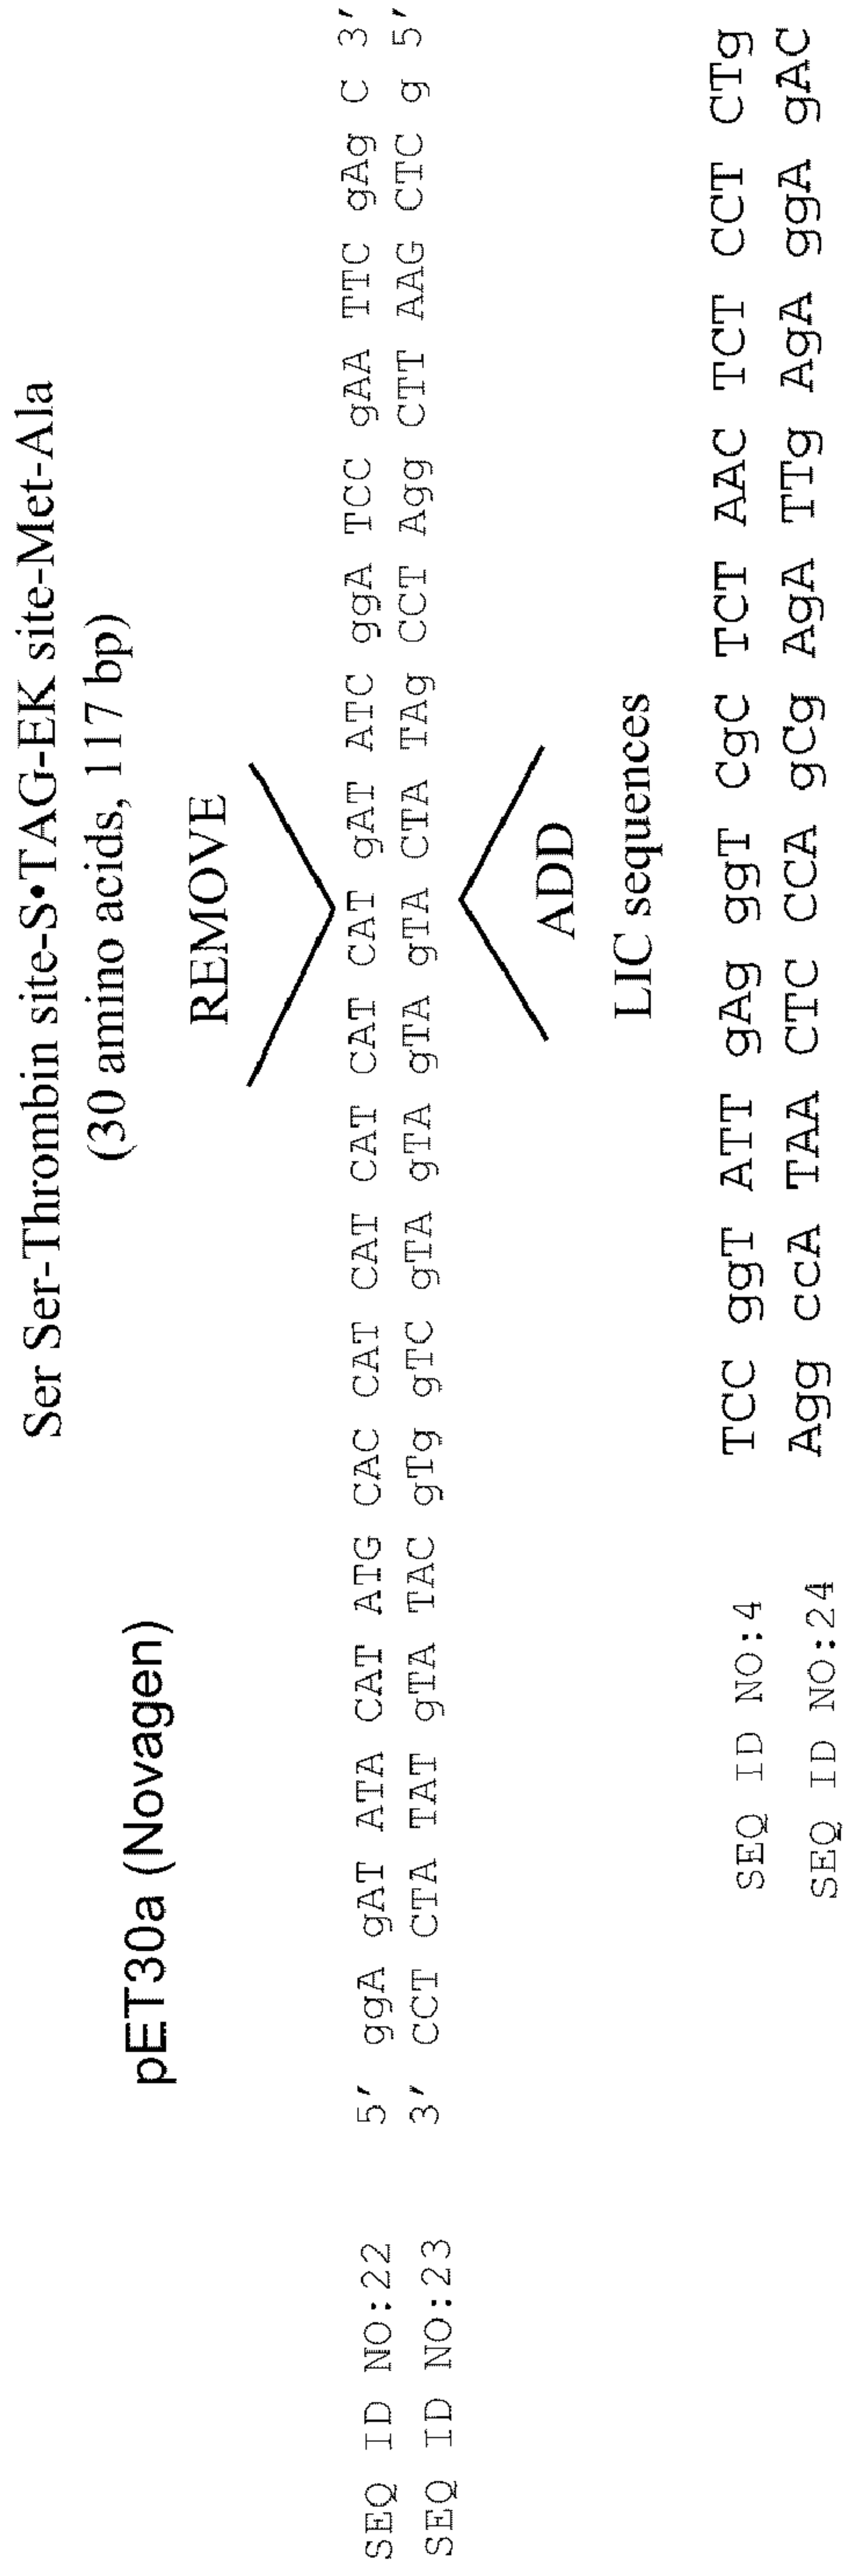 Ser Ser-Thrombin site-S•TAG-EK site-Met-Ala
(30 amino acids, 117 bp)
pET30a (Novagen)
REMOVE
SEQ ID NO:22 5' ggA gAT ATA CAT ATG CAC CAT CAT CAT CAT CAT gAT ATC ggA TCC gAA TTC gAg C 3'
SEQ ID NO:23 3' CCT CTA TAT gTA TAC gTg gTC gTA gTA gTA gTA CTA TAg CCT Agg CTT AAG CTC g 5'
ADD
LIC sequences
SEQ ID NO:4 TCC ggT ATT gAg ggT CgC TCT AAC TCT CCT CTg
SEQ ID NO:24 Agg ccA TAA CTC CCA gCg AgA TTg AgA ggA gAC